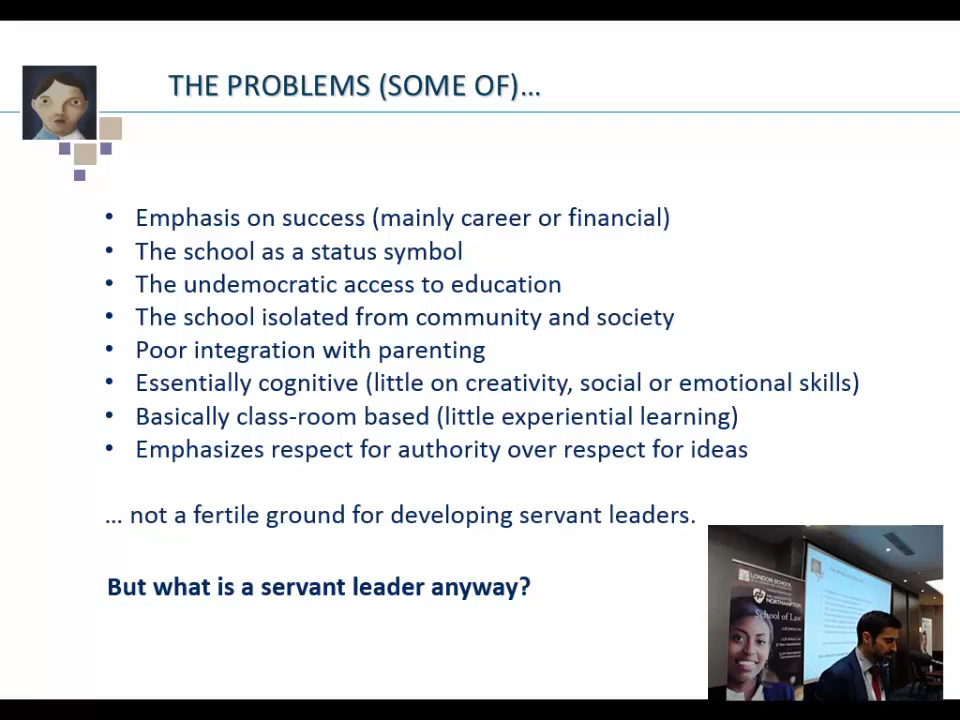 THE PROBLEMS (SOME OF)...
• Emphasis on success (mainly career or financial)
• The school as a status symbol
• The undemocratic access to education
• The school isolated from community and society
• Poor integration with parenting
• Essentially cognitive (little on creativity, social or emotional skills)
• Basically class-room based (little experiential learning)
• Emphasizes respect for authority over respect for ideas
... not a fertile ground for developing servant leaders.
But what is a servant leader anyway?
LONDON SCHOOL
NORTHAMPTON
School of Law